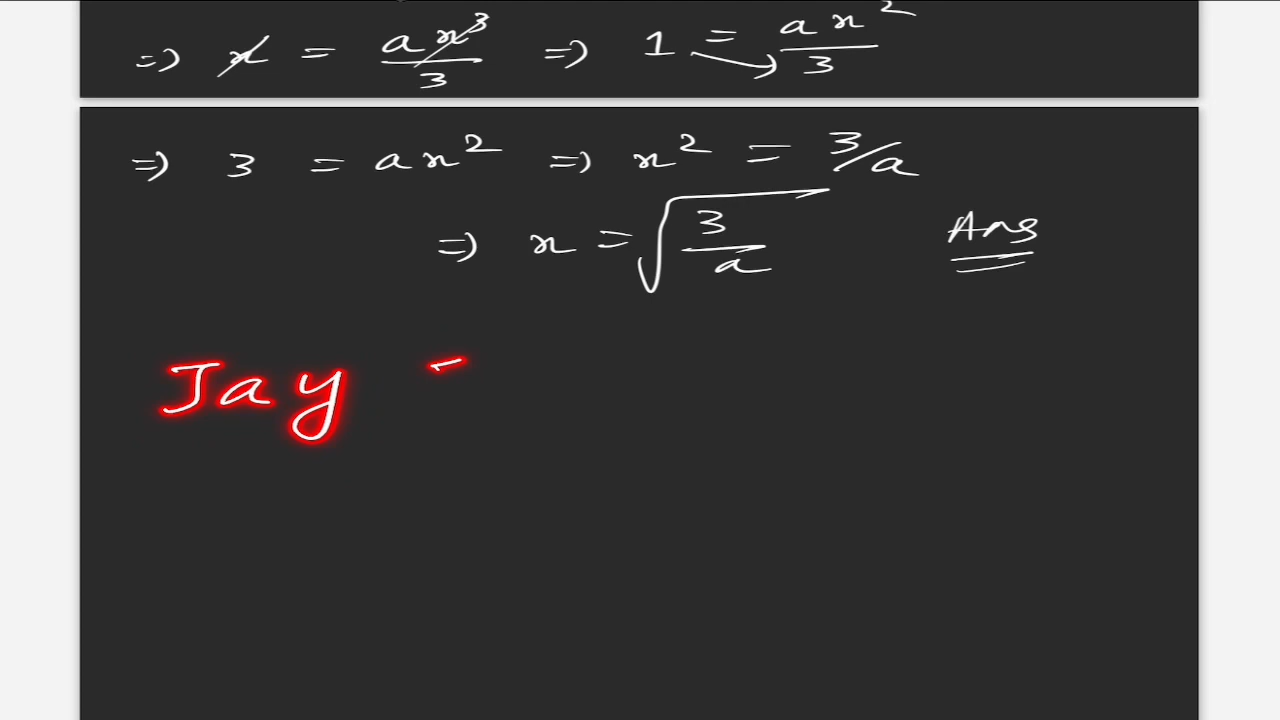 => x = ax³/3 => 1 = ax²/3
=> 3 = ax² => x² = 3/a
=> x = √(3/a) Ans
Jay